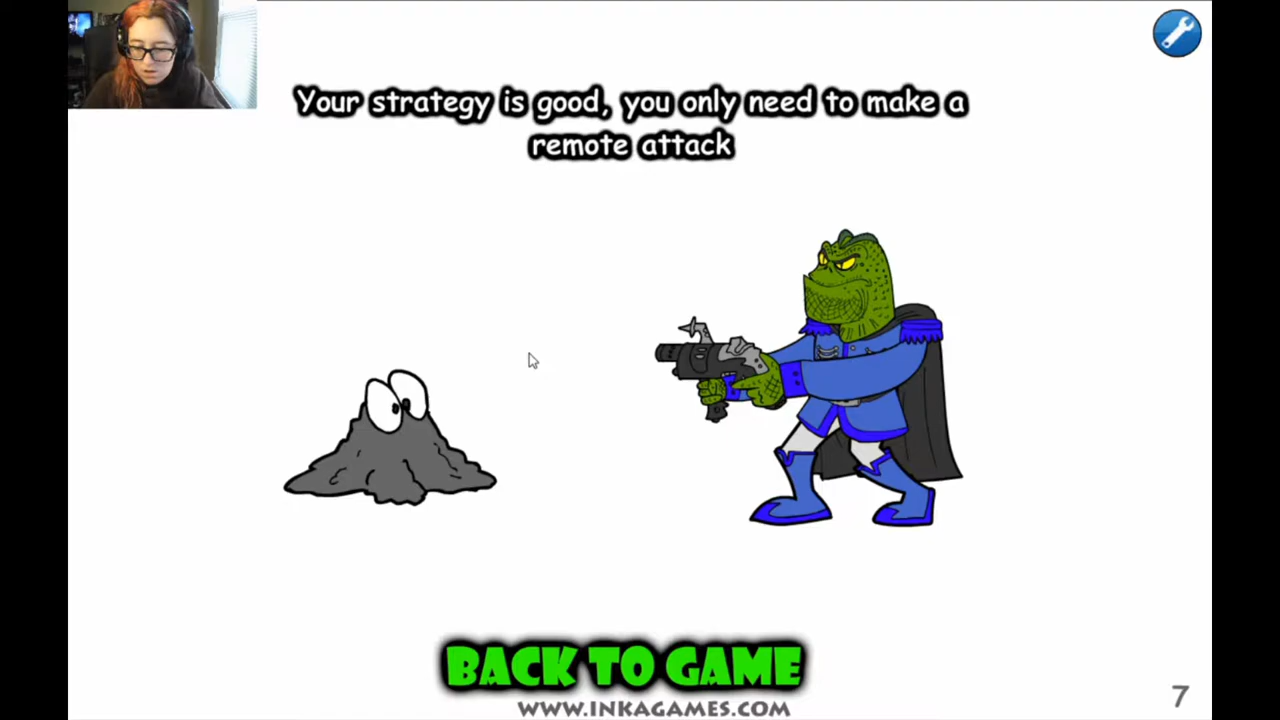 Your strategy is good, you only need to make a
remote attack
BACK TO GAME
WWW.INKAGAMES.COM
7